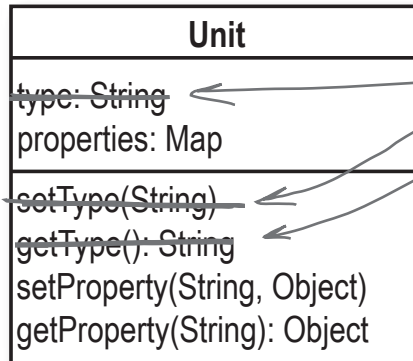 Unit
type: String
properties: Map
setType(String)
getType(): String
setProperty(String, Object)
getProperty(String): Object